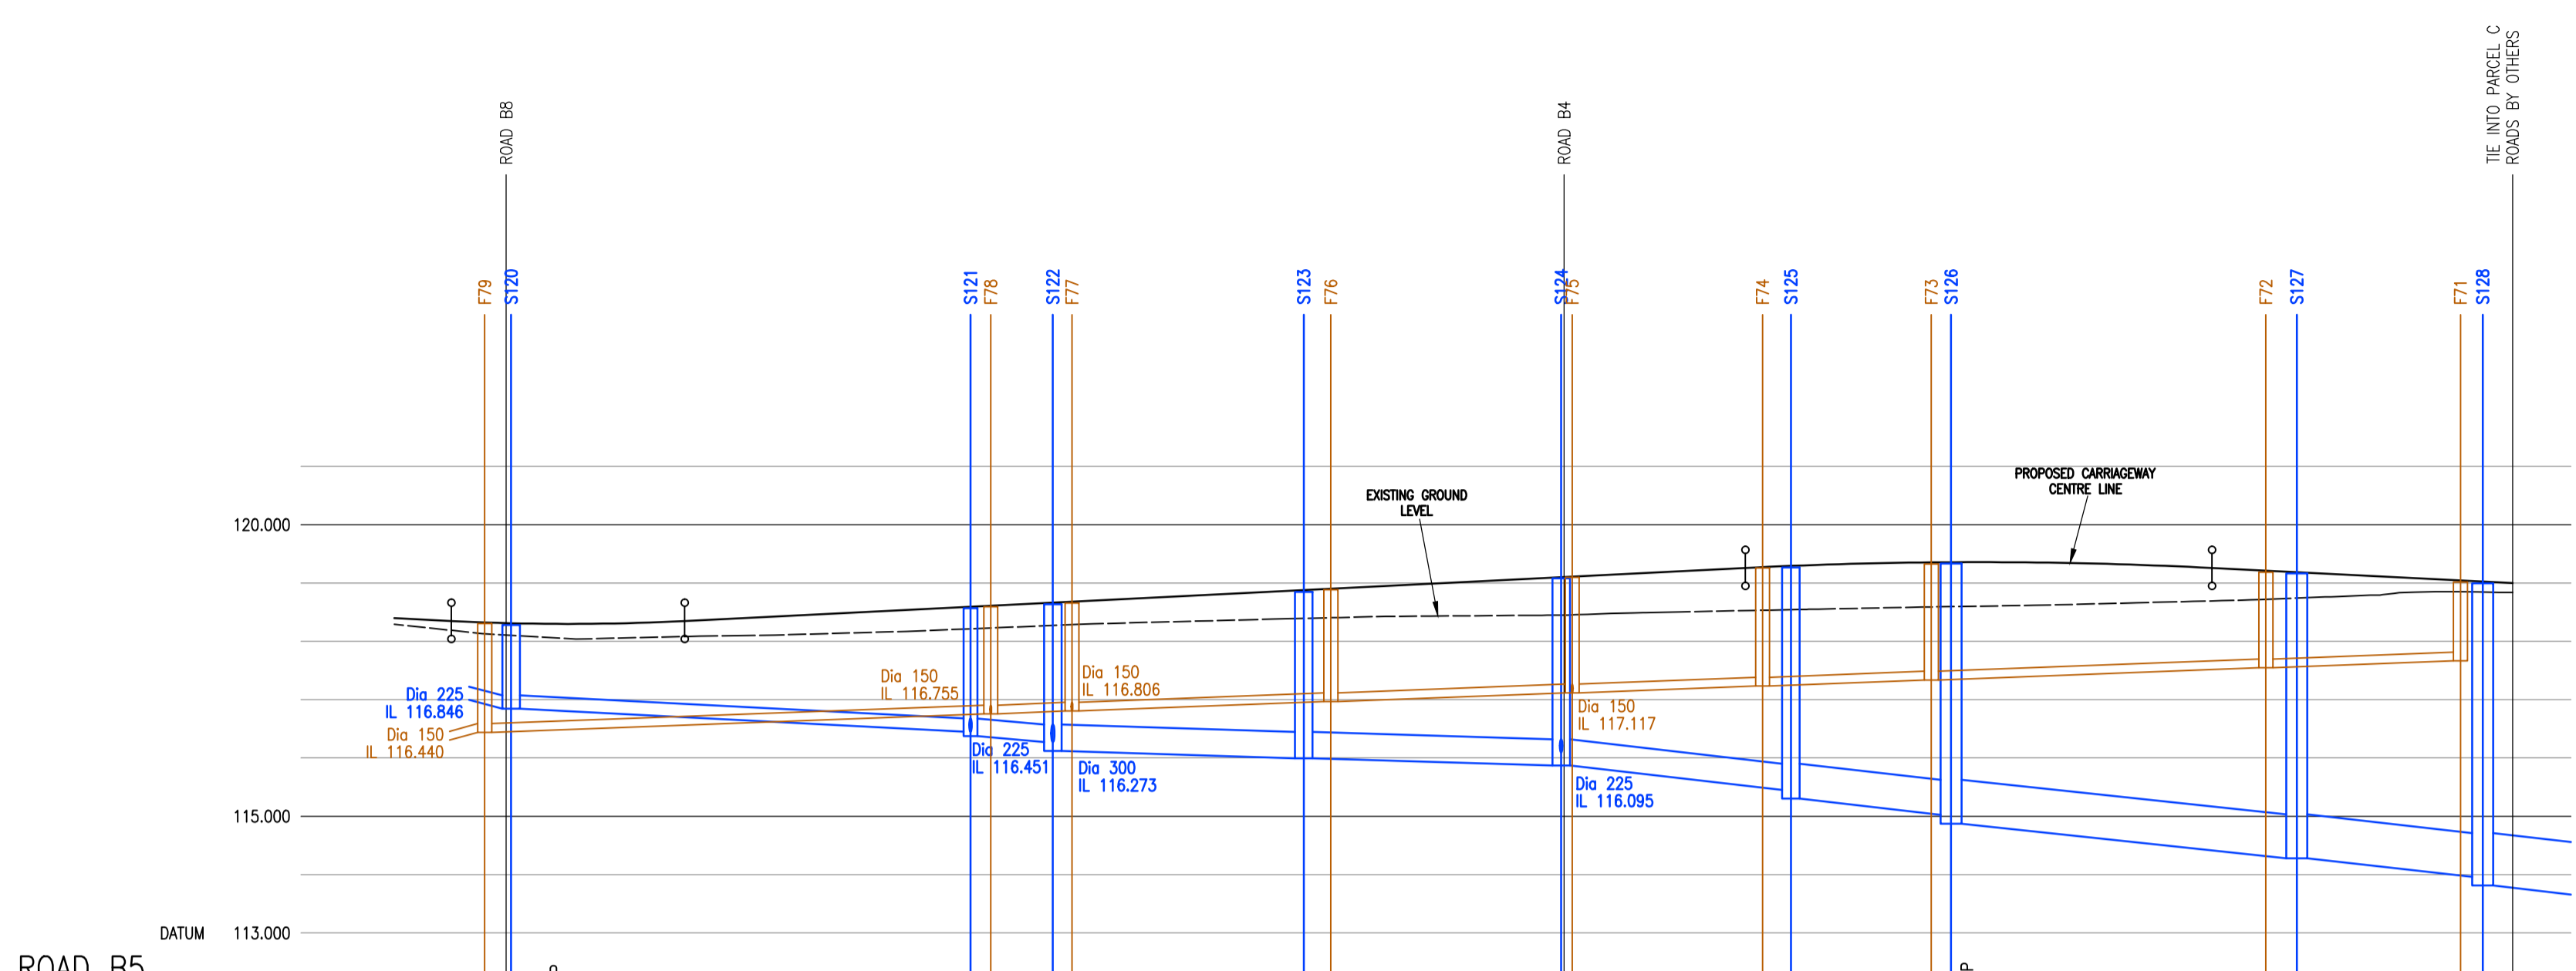 TIE INTO PARCEL C
ROADS BY OTHERS
ROAD B8
ROAD B4
F79
S120
S121
F78
S122
F77
S123
F76
S124
F75
F74
S125
F73
S126
F72
S127
F71
S128
PROPOSED CARRIAGEWAY
CENTRE LINE
EXISTING GROUND
LEVEL
120.000
Dia 150
IL 116.755
Dia 150
IL 116.806
Dia 225
IL 116.846
Dia 150
IL 116.440
Dia 150
IL 117.117
Dia 225
IL 116.451
Dia 300
IL 116.273
Dia 225
IL 116.095
115.000
DATUM 113.000
ROAD B5